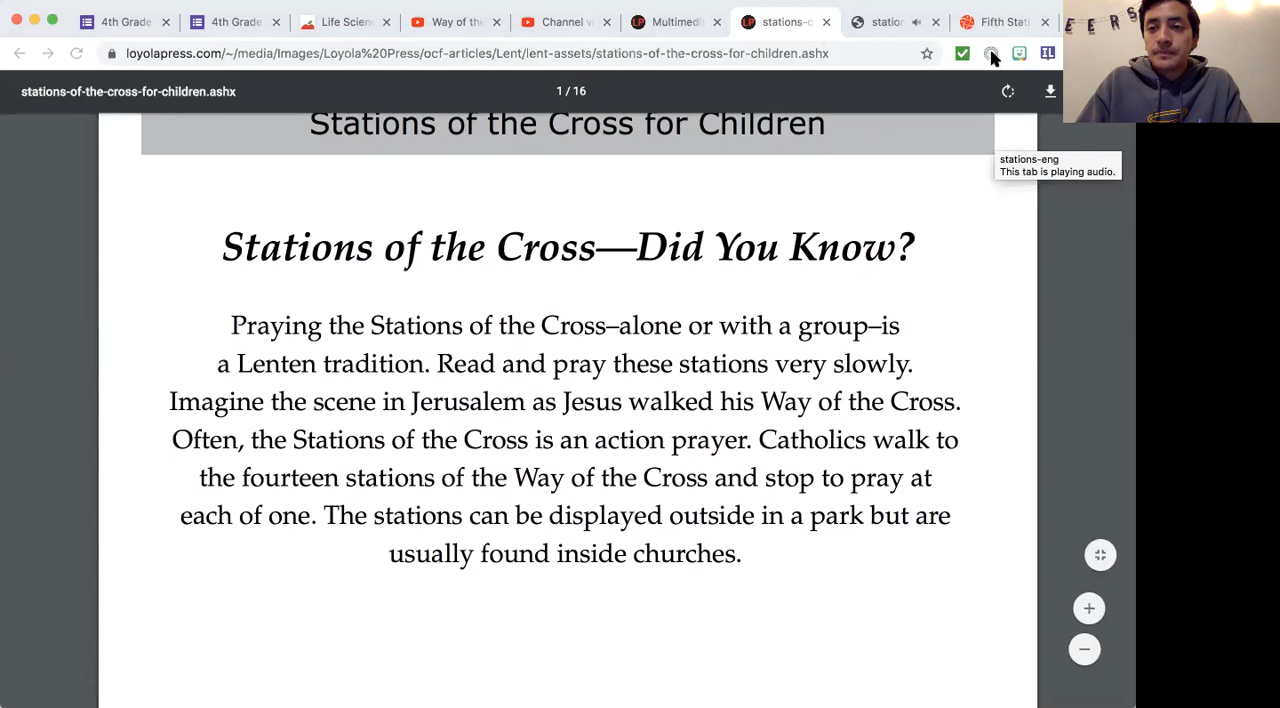 4th Grade
4th Grade
Life Scienc
Way of the
Channel v
Multimedi
stations-o
station
Fifth Stati
loyolapress.com/~/media/Images/Loyola%20Press/ocf-articles/Lent/lent-assets/stations-of-the-cross-for-children.ashx
IL
EERS
stations-of-the-cross-for-children.ashx
1 / 16
Stations of the Cross for Children
stations-eng
This tab is playing audio.
Stations of the Cross—Did You Know?
Praying the Stations of the Cross–alone or with a group–is
a Lenten tradition. Read and pray these stations very slowly.
Imagine the scene in Jerusalem as Jesus walked his Way of the Cross.
Often, the Stations of the Cross is an action prayer. Catholics walk to
the fourteen stations of the Way of the Cross and stop to pray at
each of one. The stations can be displayed outside in a park but are
usually found inside churches.